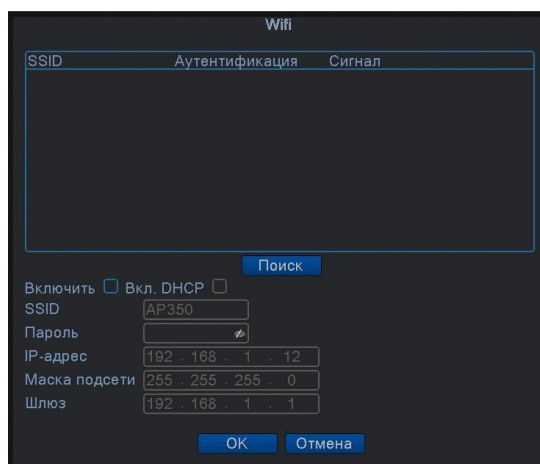 Wifi
SSID Аутентификация Сигнал
Поиск
Включить Вкл. DHCP
SSID AP350
Пароль
IP-адрес 192 . 168 . 1 . 12
Маска подсети 255 . 255 . 255 . 0
Шлюз 192 . 168 . 1 . 1
OK Отмена